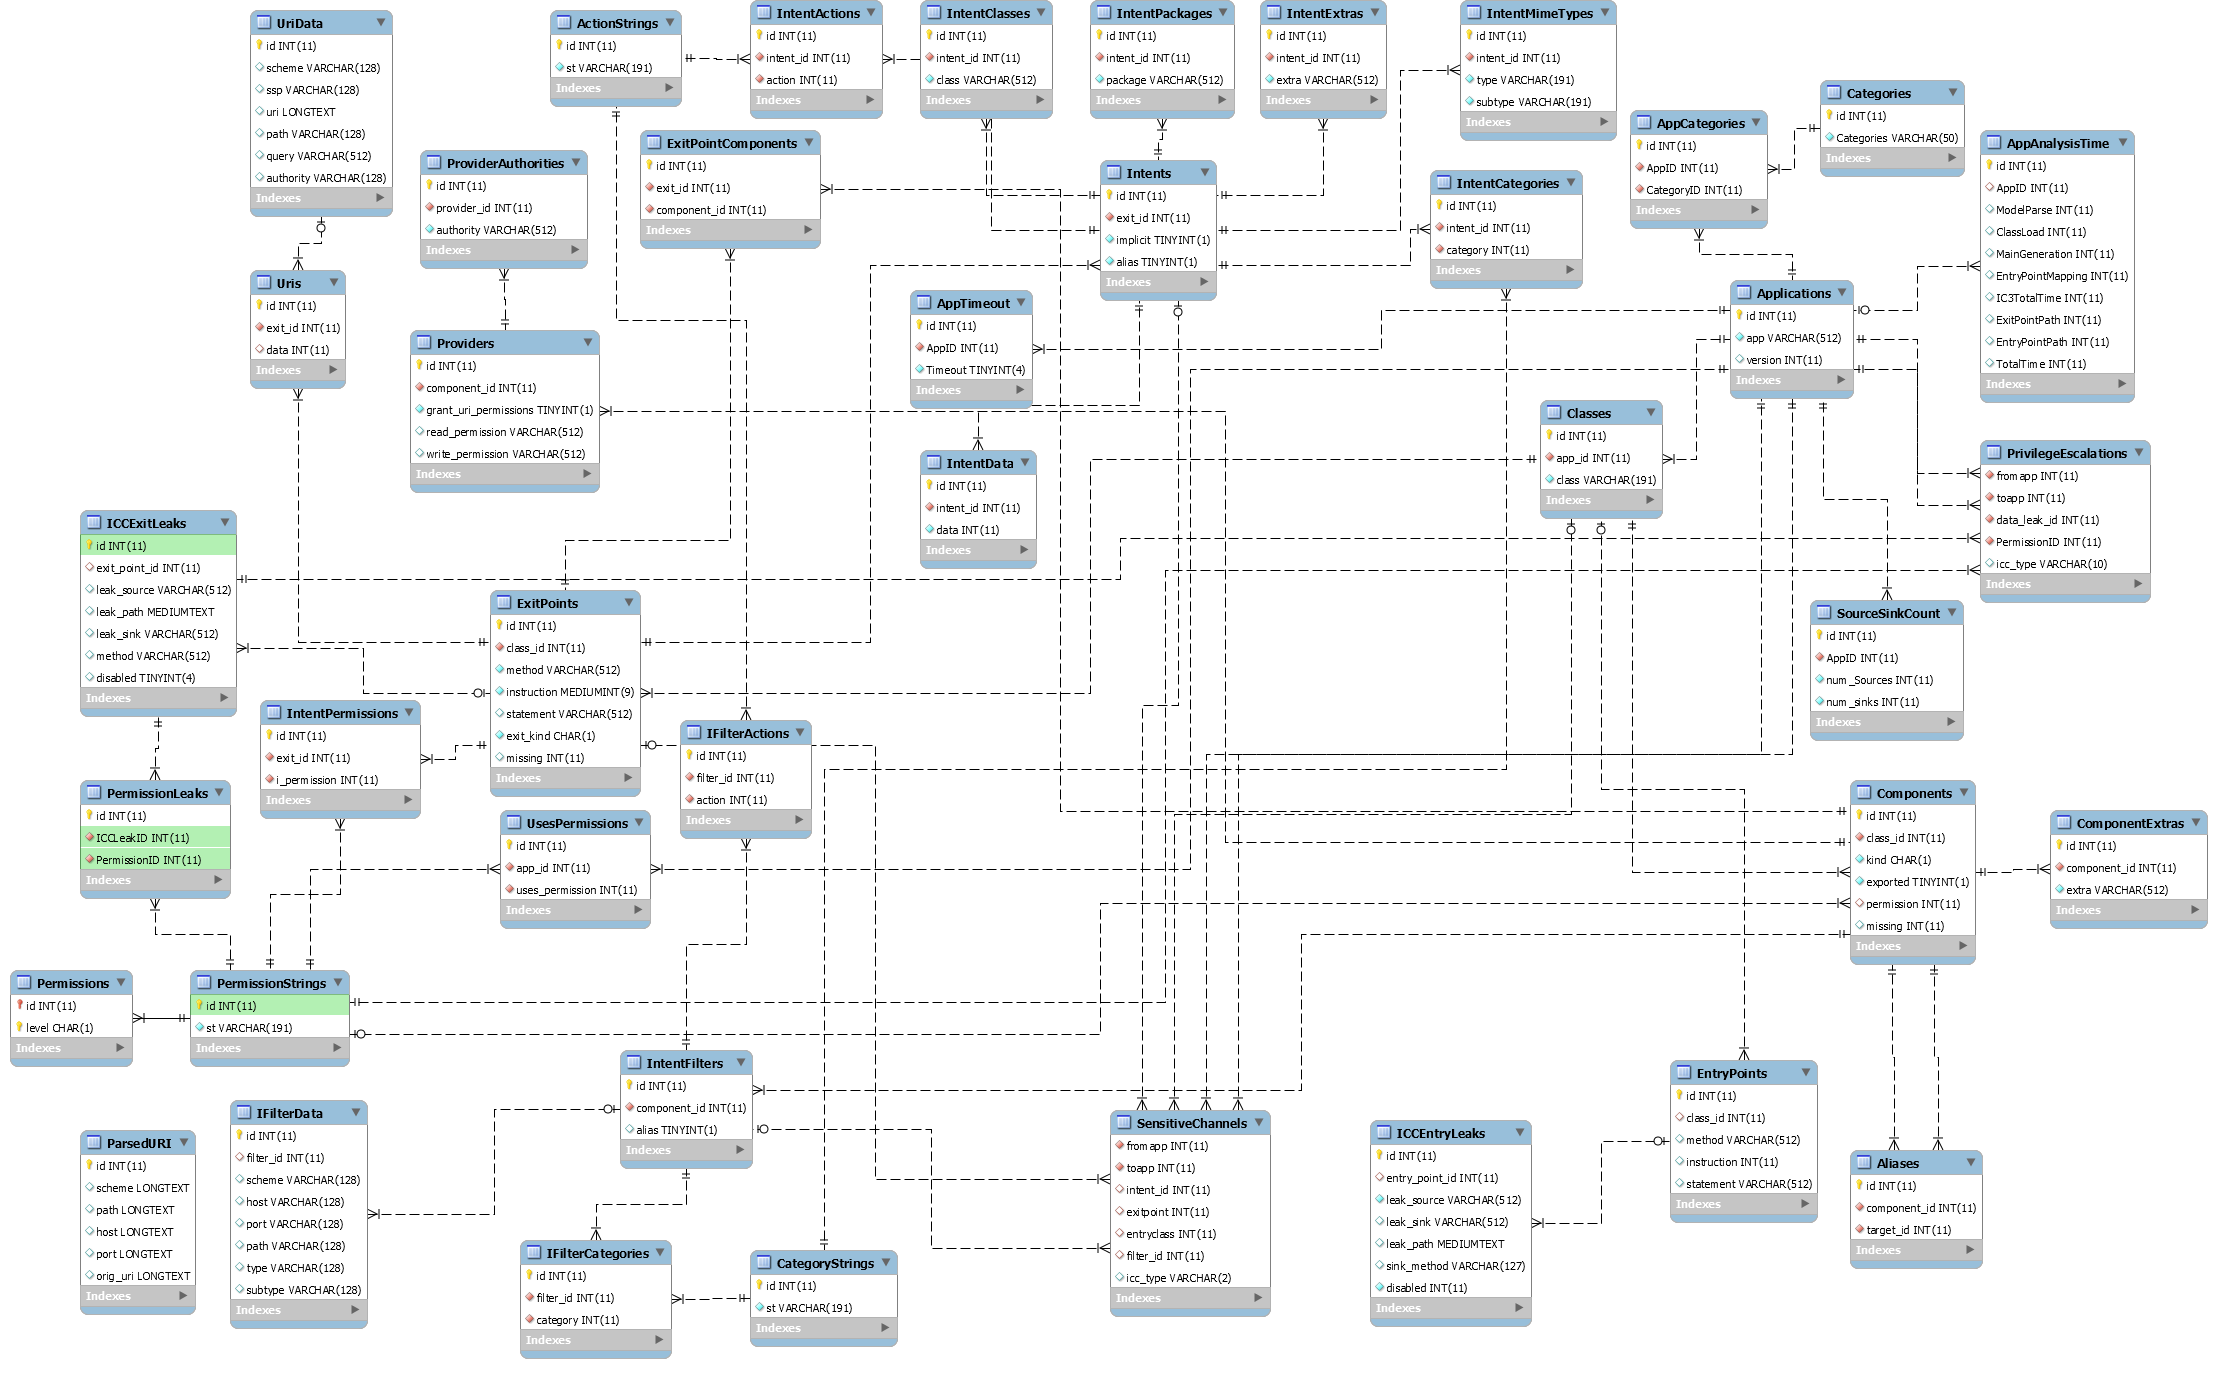 UriData
id INT(11)
scheme VARCHAR(128)
ssp VARCHAR(128)
uri LONGTEXT
path VARCHAR(128)
query VARCHAR(512)
authority VARCHAR(128)
Indexes
ActionStrings
id INT(11)
st VARCHAR(191)
Indexes
IntentActions
id INT(11)
intent_id INT(11)
action INT(11)
Indexes
IntentClasses
id INT(11)
intent_id INT(11)
class VARCHAR(512)
Indexes
IntentPackages
id INT(11)
intent_id INT(11)
package VARCHAR(512)
Indexes
IntentExtras
id INT(11)
intent_id INT(11)
extra VARCHAR(512)
Indexes
IntentMimeTypes
id INT(11)
intent_id INT(11)
type VARCHAR(191)
subtype VARCHAR(191)
Indexes
Categories
id INT(11)
Categories VARCHAR(50)
Indexes
AppCategories
id INT(11)
AppID INT(11)
CategoryID INT(11)
Indexes
AppAnalysisTime
id INT(11)
AppID INT(11)
ModelParse INT(11)
ClassLoad INT(11)
MainGeneration INT(11)
EntryPointMapping INT(11)
IC3TotalTime INT(11)
ExitPointPath INT(11)
EntryPointPath INT(11)
TotalTime INT(11)
Indexes
ProviderAuthorities
id INT(11)
provider_id INT(11)
authority VARCHAR(512)
Indexes
ExitPointComponents
id INT(11)
exit_id INT(11)
component_id INT(11)
Indexes
Intents
id INT(11)
exit_id INT(11)
implicit TINYINT(1)
alias TINYINT(1)
Indexes
IntentCategories
id INT(11)
intent_id INT(11)
category INT(11)
Indexes
Uris
id INT(11)
exit_id INT(11)
data INT(11)
Indexes
Providers
id INT(11)
component_id INT(11)
grant_uri_permissions TINYINT(1)
read_permission VARCHAR(512)
write_permission VARCHAR(512)
Indexes
AppTimeout
id INT(11)
AppID INT(11)
Timeout TINYINT(4)
Indexes
Applications
id INT(11)
app VARCHAR(512)
version INT(11)
Indexes
IntentData
id INT(11)
intent_id INT(11)
data INT(11)
Indexes
Classes
id INT(11)
app_id INT(11)
class VARCHAR(191)
Indexes
PrivilegeEscalations
fromapp INT(11)
toapp INT(11)
data_leak_id INT(11)
PermissionID INT(11)
icc_type VARCHAR(10)
Indexes
ICCExitLeaks
id INT(11)
exit_point_id INT(11)
leak_source VARCHAR(512)
leak_path MEDIUMTEXT
leak_sink VARCHAR(512)
method VARCHAR(512)
disabled TINYINT(4)
Indexes
ExitPoints
id INT(11)
class_id INT(11)
method VARCHAR(512)
instruction MEDIUMINT(9)
statement VARCHAR(512)
exit_kind CHAR(1)
missing INT(11)
Indexes
SourceSinkCount
id INT(11)
AppID INT(11)
num_Sources INT(11)
num_sinks INT(11)
Indexes
IntentPermissions
id INT(11)
exit_id INT(11)
i_permission INT(11)
Indexes
IFilterActions
id INT(11)
filter_id INT(11)
action INT(11)
Indexes
PermissionLeaks
id INT(11)
ICCLeakID INT(11)
PermissionID INT(11)
Indexes
UsesPermissions
id INT(11)
app_id INT(11)
uses_permission INT(11)
Indexes
Components
id INT(11)
class_id INT(11)
kind CHAR(1)
exported TINYINT(1)
permission INT(11)
missing INT(11)
Indexes
ComponentExtras
id INT(11)
component_id INT(11)
extra VARCHAR(512)
Indexes
Permissions
id INT(11)
level CHAR(1)
Indexes
PermissionStrings
id INT(11)
st VARCHAR(191)
Indexes
IntentFilters
id INT(11)
component_id INT(11)
alias TINYINT(1)
Indexes
EntryPoints
id INT(11)
class_id INT(11)
method VARCHAR(512)
instruction INT(11)
statement VARCHAR(512)
Indexes
ParsedURI
id INT(11)
scheme LONGTEXT
path LONGTEXT
host LONGTEXT
port LONGTEXT
orig_uri LONGTEXT
Indexes
IFilterData
id INT(11)
filter_id INT(11)
scheme VARCHAR(128)
host VARCHAR(128)
port VARCHAR(128)
path VARCHAR(128)
type VARCHAR(128)
subtype VARCHAR(128)
Indexes
SensitiveChannels
fromapp INT(11)
toapp INT(11)
intent_id INT(11)
exitpoint INT(11)
entryclass INT(11)
filter_id INT(11)
icc_type VARCHAR(2)
Indexes
ICCEntryLeaks
id INT(11)
entry_point_id INT(11)
leak_source VARCHAR(512)
leak_sink VARCHAR(512)
leak_path MEDIUMTEXT
sink_method VARCHAR(127)
disabled INT(11)
Indexes
Aliases
id INT(11)
component_id INT(11)
target_id INT(11)
Indexes
IFilterCategories
id INT(11)
filter_id INT(11)
category INT(11)
Indexes
CategoryStrings
id INT(11)
st VARCHAR(191)
Indexes